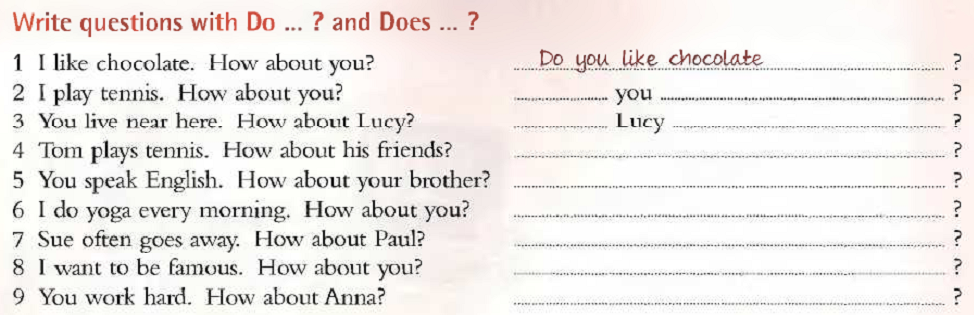 Write questions with Do ... ? and Does ... ?
1 I like chocolate. How about you? Do you like chocolate ?
2 I play tennis. How about you? you ?
3 You live near here. How about Lucy? Lucy ?
4 Tom plays tennis. How about his friends? ?
5 You speak English. How about your brother? ?
6 I do yoga every morning. How about you? ?
7 Sue often goes away. How about Paul? ?
8 I want to be famous. How about you? ?
9 You work hard. How about Anna? ?